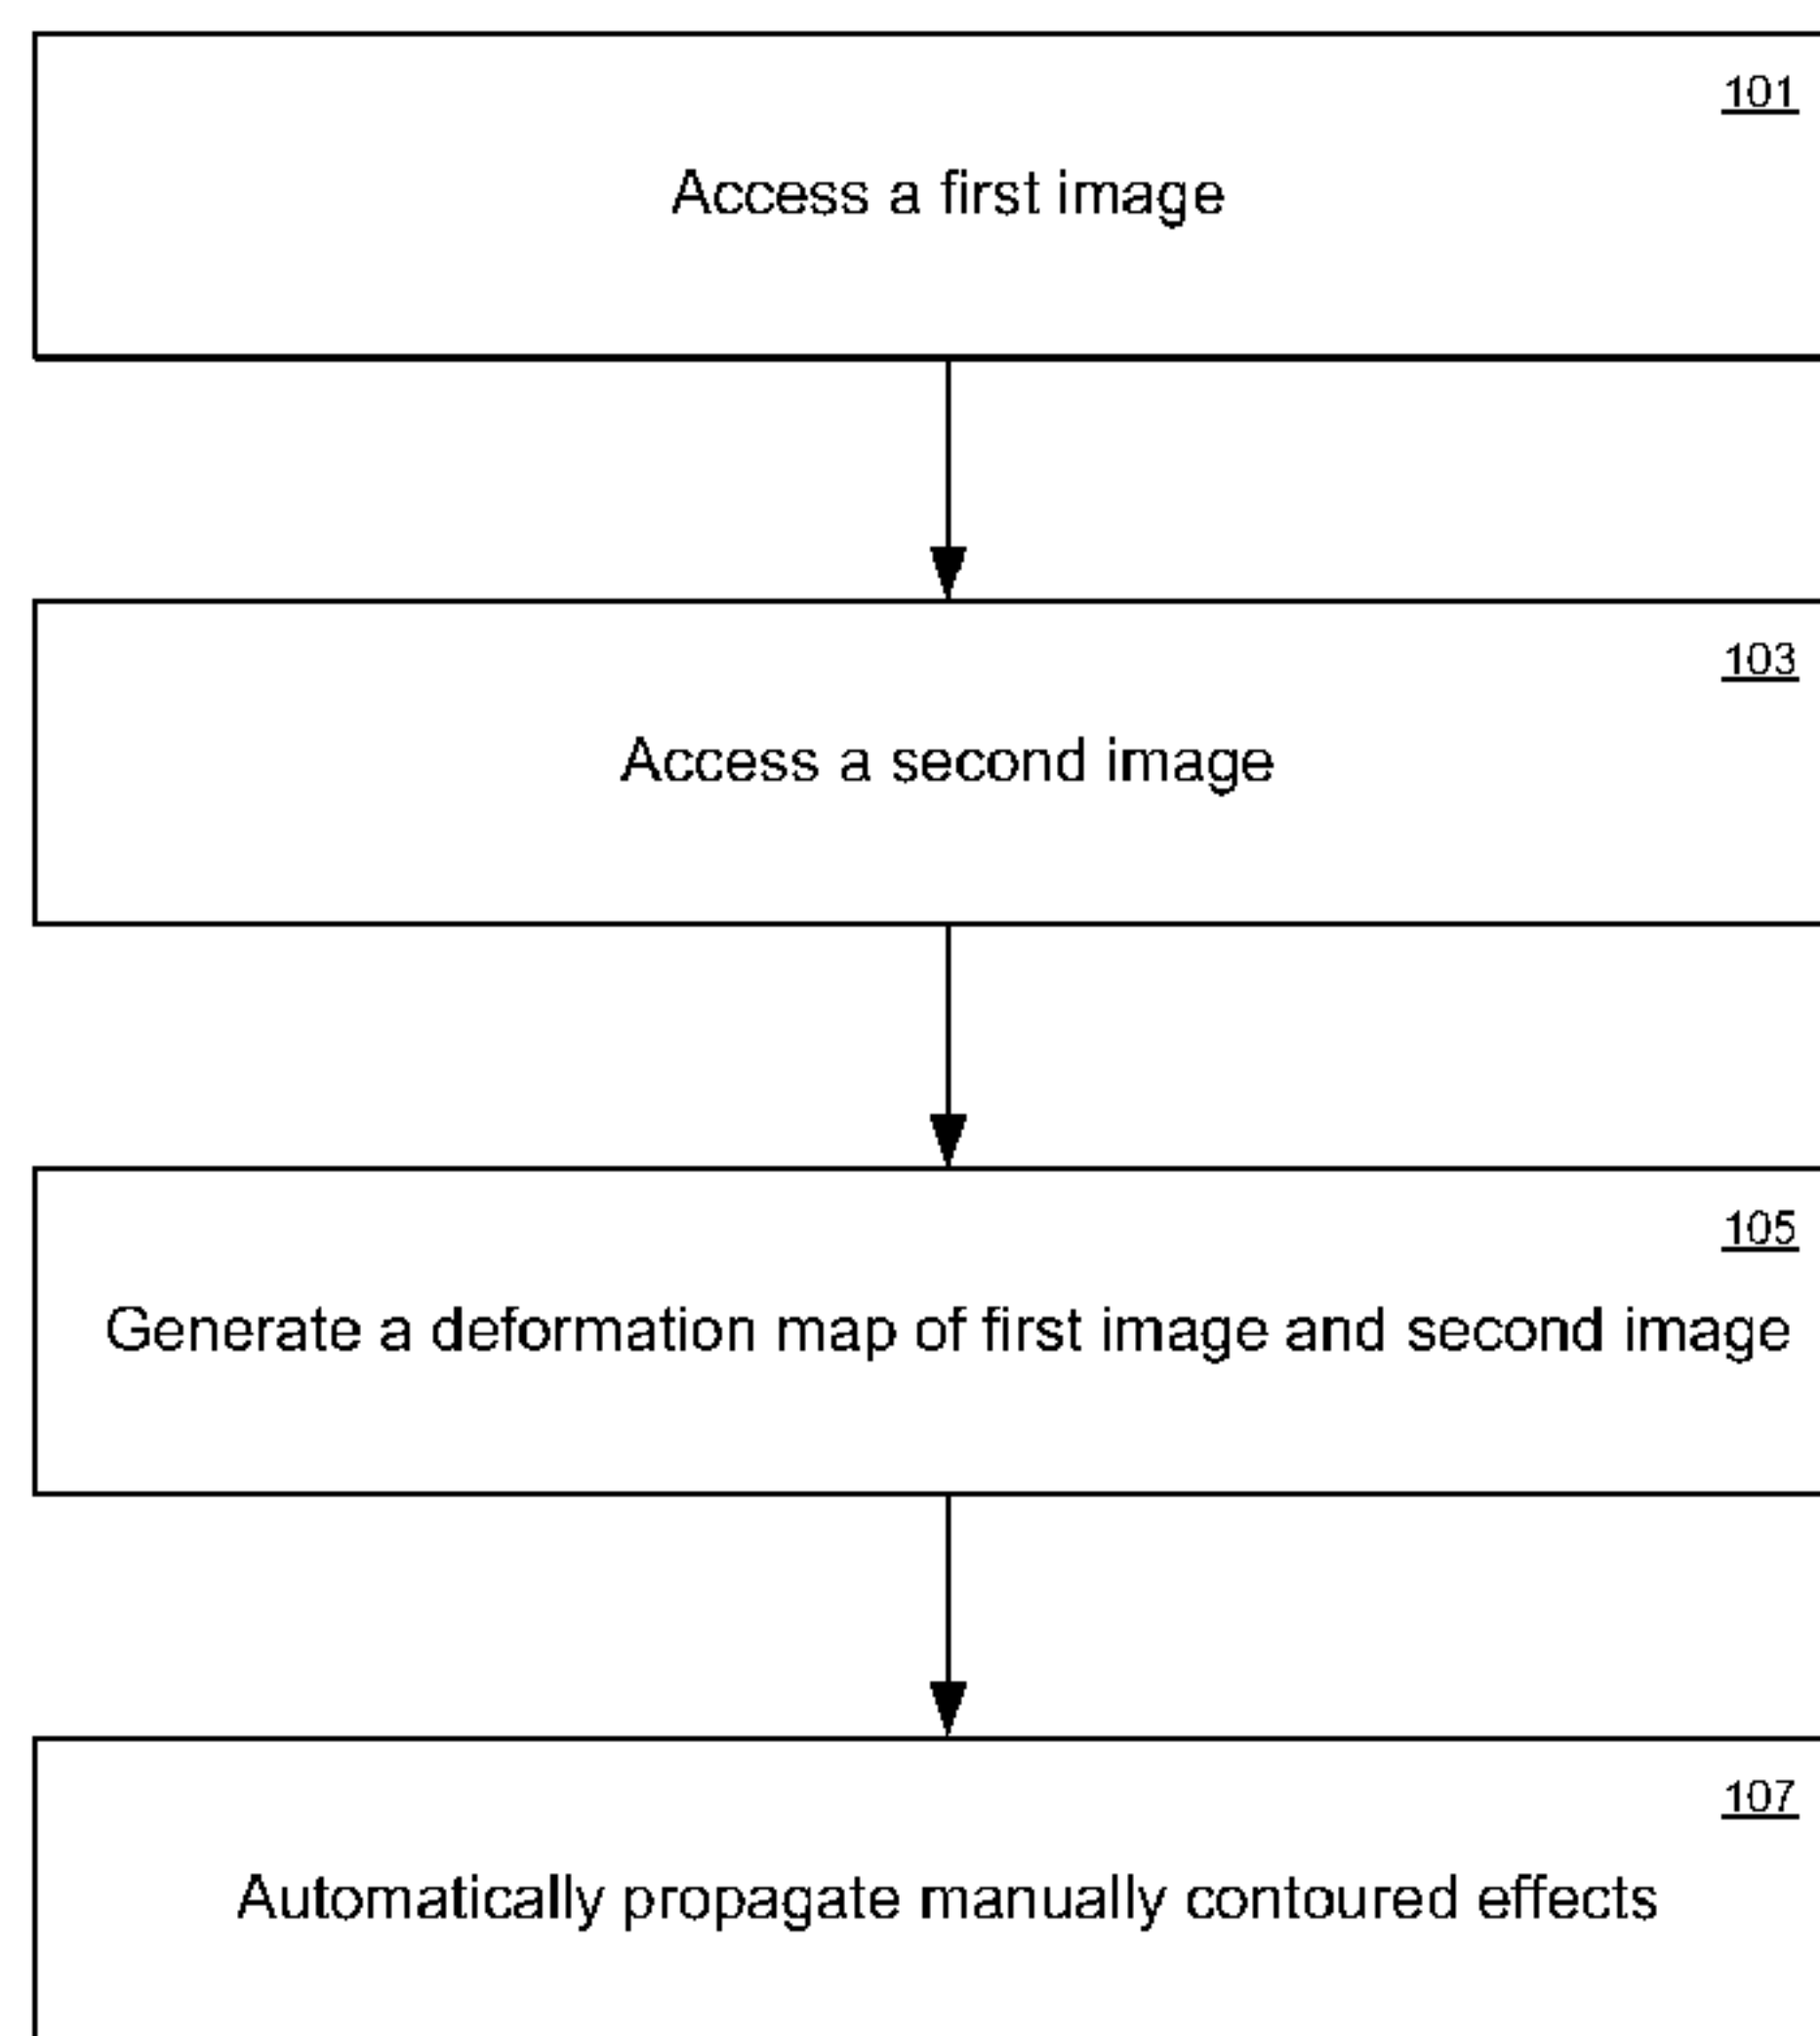 101
Access a first image
103
Access a second image
105
Generate a deformation map of first image and second image
107
Automatically propagate manually contoured effects